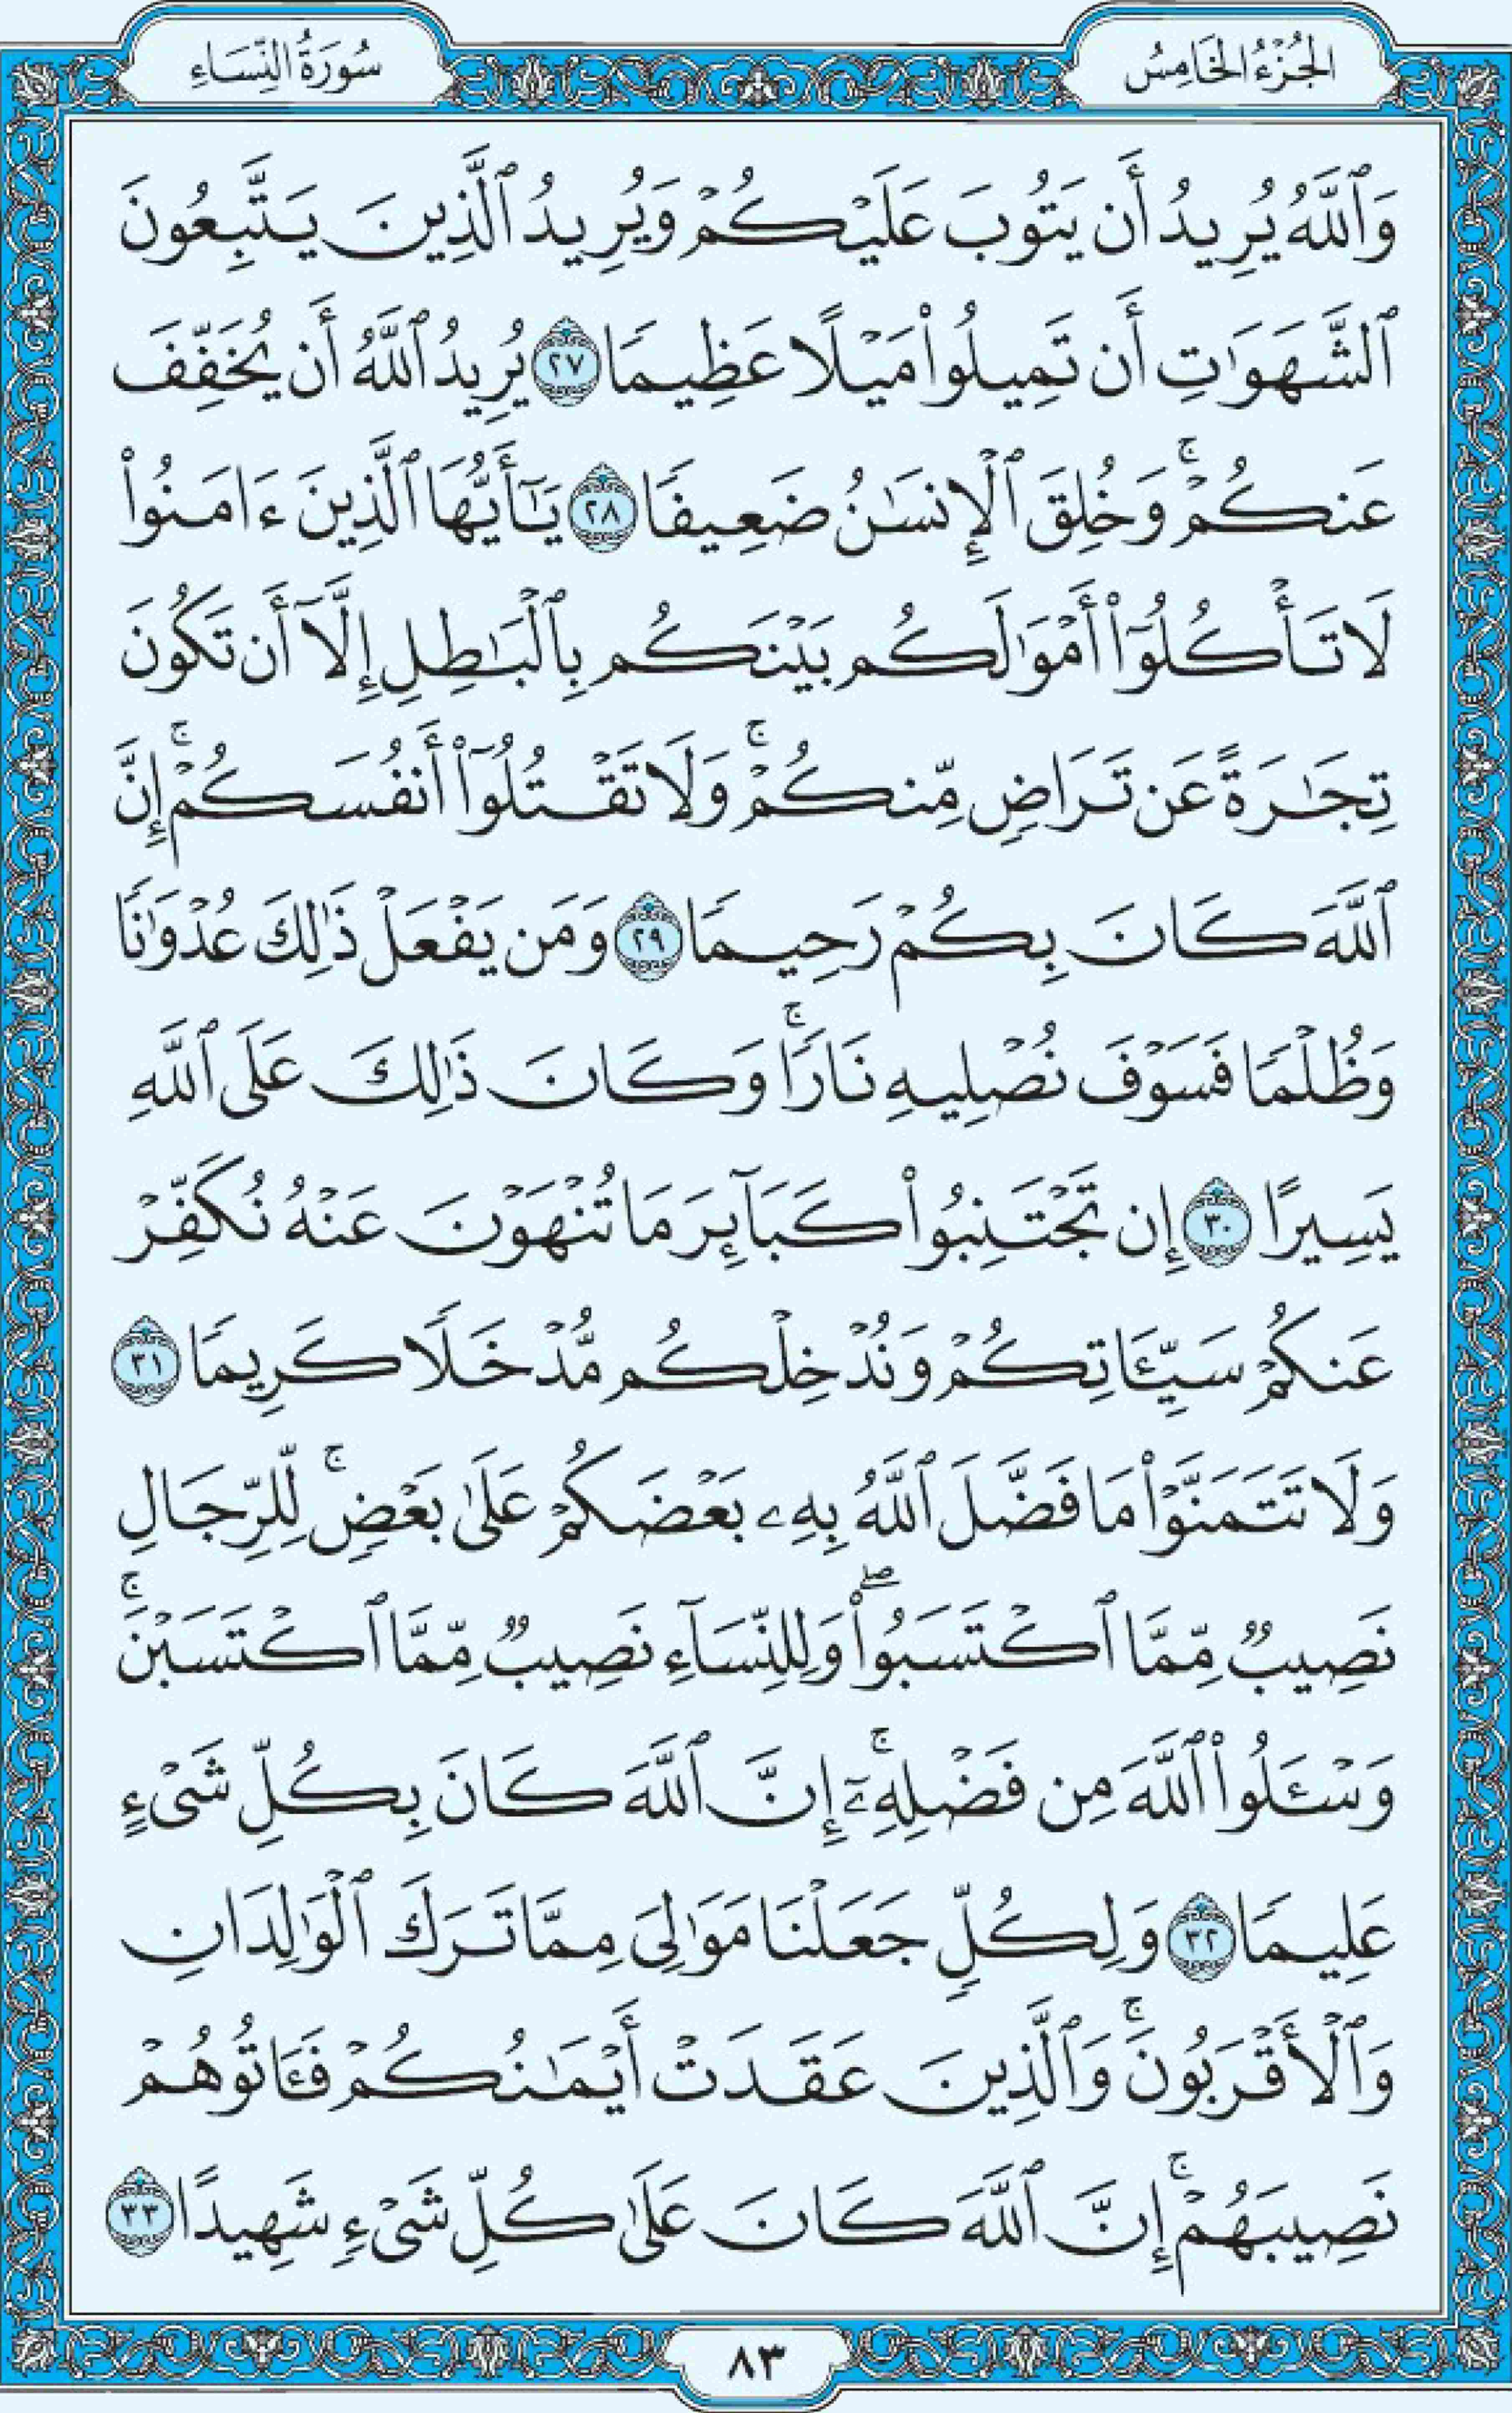 الجُزْءُ الخَامِسُ
سُورَةُ النِّسَاءِ
وَٱللَّهُ يُرِيدُ أَن يَتُوبَ عَلَيْكُمْ وَيُرِيدُ ٱلَّذِينَ يَتَّبِعُونَ
ٱلشَّهَوَٰتِ أَن تَمِيلُوا۟ مَيْلًا عَظِيمًا ٢٧ يُرِيدُ ٱللَّهُ أَن يُخَفِّفَ
عَنكُمْ ۚ وَخُلِقَ ٱلْإِنسَٰنُ ضَعِيفًا ٢٨ يَٰٓأَيُّهَا ٱلَّذِينَ ءَامَنُوا۟
لَا تَأْكُلُوٓا۟ أَمْوَٰلَكُم بَيْنَكُم بِٱلْبَٰطِلِ إِلَّآ أَن تَكُونَ
تِجَٰرَةً عَن تَرَاضٍ مِّنكُمْ ۚ وَلَا تَقْتُلُوٓا۟ أَنفُسَكُمْ ۚ إِنَّ
ٱللَّهَ كَانَ بِكُمْ رَحِيمًا ٢٩ وَمَن يَفْعَلْ ذَٰلِكَ عُدْوَٰنًا
وَظُلْمًا فَسَوْفَ نُصْلِيهِ نَارًا ۚ وَكَانَ ذَٰلِكَ عَلَى ٱللَّهِ
يَسِيرًا ٣٠ إِن تَجْتَنِبُوا۟ كَبَآئِرَ مَا تُنْهَوْنَ عَنْهُ نُكَفِّرْ
عَنكُمْ سَيِّـَٔاتِكُمْ وَنُدْخِلْكُم مُّدْخَلًا كَرِيمًا ٣١
وَلَا تَتَمَنَّوْا۟ مَا فَضَّلَ ٱللَّهُ بِهِۦ بَعْضَكُمْ عَلَىٰ بَعْضٍ ۚ لِّلرِّجَالِ
نَصِيبٌ مِّمَّا ٱكْتَسَبُوا۟ ۖ وَلِلنِّسَآءِ نَصِيبٌ مِّمَّا ٱكْتَسَبْنَ ۚ
وَسْـَٔلُوا۟ ٱللَّهَ مِن فَضْلِهِۦٓ ۚ إِنَّ ٱللَّهَ كَانَ بِكُلِّ شَىْءٍ
عَلِيمًا ٣٢ وَلِكُلٍّ جَعَلْنَا مَوَٰلِىَ مِمَّا تَرَكَ ٱلْوَٰلِدَانِ
وَٱلْأَقْرَبُونَ ۚ وَٱلَّذِينَ عَقَدَتْ أَيْمَٰنُكُمْ فَـَٔاتُوهُمْ
نَصِيبَهُمْ ۚ إِنَّ ٱللَّهَ كَانَ عَلَىٰ كُلِّ شَىْءٍ شَهِيدًا ٣٣
٨٣